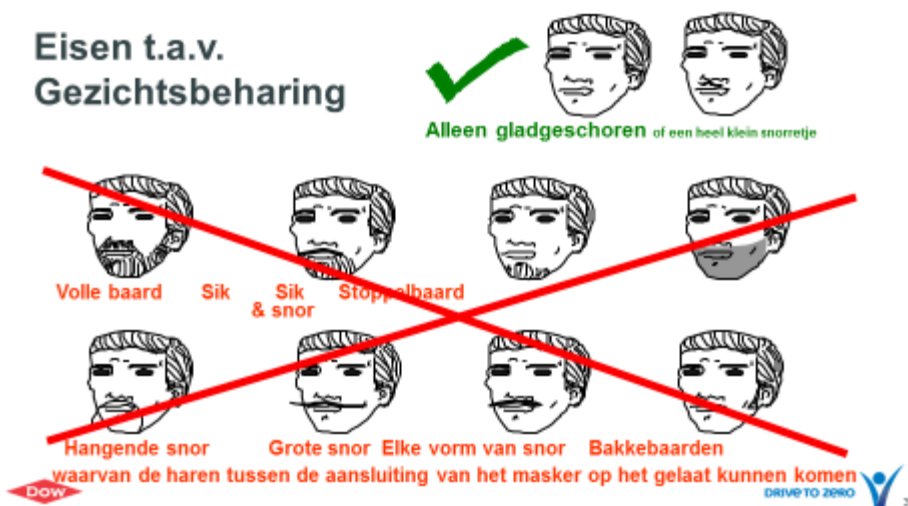 Eisen t.a.v.
Gezichtsbeharing
Alleen gladgeschoren of een heel klein snorretje
Volle baard Sik Sik Stoppelbaard
& snor
Hangende snor Grote snor Elke vorm van snor Bakkebaarden
waarvan de haren tussen de aansluiting van het masker op het gelaat kunnen komen
Dow
DRIVE TO ZERO
3